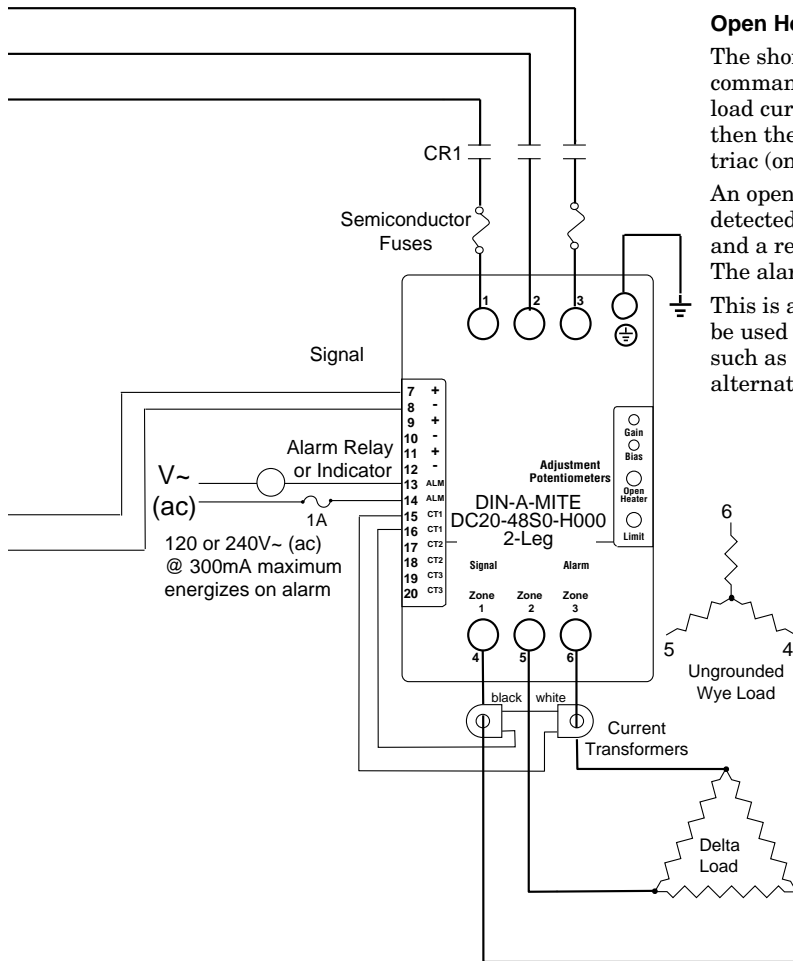 Open He
The shor
comman
load cur
then the
triac (on
An open
detected
and a re
The alar
This is a
be used
such as
alternat
CR1
Semiconductor
Fuses
1
2
3
Signal
7 +
8 -
9 +
10 -
11 +
12 -
13 ALM
14 ALM
15 CT1
16 CT1
17 CT2
18 CT2
19 CT3
20 CT3
Alarm Relay
or Indicator
V~
(ac)
1A
120 or 240V~ (ac)
@ 300mA maximum
energizes on alarm
Gain
Bias
Open
Heater
Limit
Adjustment
Potentiometers
DIN-A-MITE
DC20-48S0-H000
2-Leg
Signal
Alarm
Zone
1
Zone
2
Zone
3
4
5
6
black white
Current
Transformers
6
5
4
Ungrounded
Wye Load
Delta
Load